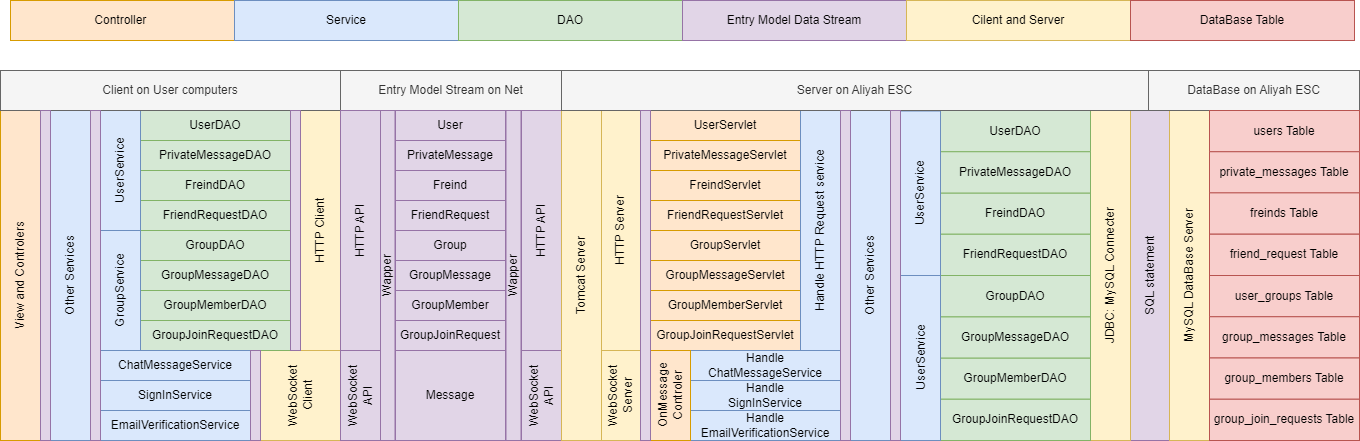 Controller
Service
DAO
Entry Model Data Stream
Cilent and Server
DataBase Table
Client on User computers
Entry Model Stream on Net
Server on Aliyah ESC
DataBase on Aliyah ESC
View and Controlers
Other Services
UserService
GroupService
UserDAO
PrivateMessageDAO
FreindDAO
FriendRequestDAO
GroupDAO
GroupMessageDAO
GroupMemberDAO
GroupJoinRequestDAO
ChatMessageService
SignInService
EmailVerificationService
HTTP Client
WebSocket
Client
HTTP API
WebSocket
API
Wapper
User
PrivateMessage
Freind
FriendRequest
Group
GroupMessage
GroupMember
GroupJoinRequest
Message
Wapper
HTTP API
WebSocket
API
Tomcat Server
HTTP Server
WebSocket
Server
UserServlet
PrivateMessageServlet
FreindServlet
FriendRequestServlet
GroupServlet
GroupMessageServlet
GroupMemberServlet
GroupJoinRequestServlet
OnMessage
Controler
Handle
ChatMessageService
Handle
SignInService
Handle
EmailVerificationService
Handle HTTP Request service
Other Services
UserService
UserService
UserDAO
PrivateMessageDAO
FreindDAO
FriendRequestDAO
GroupDAO
GroupMessageDAO
GroupMemberDAO
GroupJoinRequestDAO
JDBC: MySQL Connecter
SQL statement
MySQL DataBase Server
users Table
private_messages Table
freinds Table
friend_request Table
user_groups Table
group_messages Table
group_members Table
group_join_requests Table